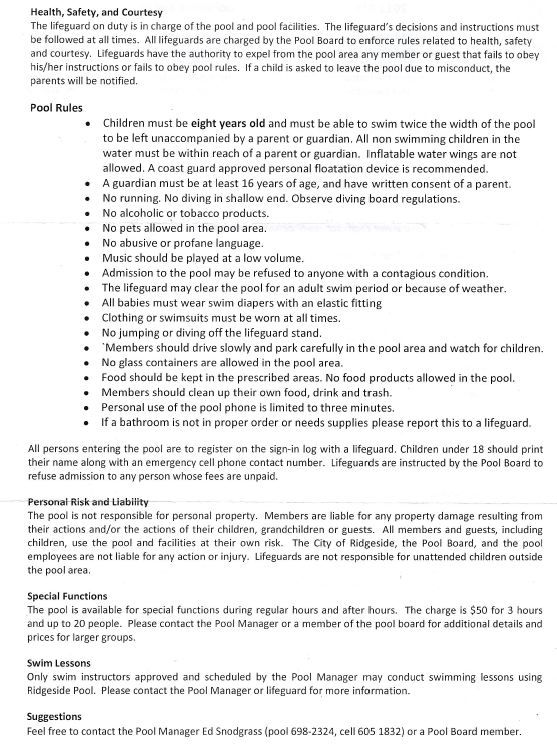 Health, Safety, and Courtesy
The lifeguard on duty is in charge of the pool and pool facilities. The lifeguard's decisions and instructions must
be followed at all times. All lifeguards are charged by the Pool Board to enforce rules related to health, safety
and courtesy. Lifeguards have the authority to expel from the pool area any member or guest that fails to obey
his/her instructions or fails to obey pool rules. If a child is asked to leave the pool due to misconduct, the
parents will be notified.
Pool Rules
• Children must be eight years old and must be able to swim twice the width of the pool
to be left unaccompanied by a parent or guardian. All non swimming children in the
water must be within reach of a parent or guardian. Inflatable water wings are not
allowed. A coast guard approved personal floatation device is recommended.
• A guardian must be at least 16 years of age, and have written consent of a parent.
• No running. No diving in shallow end. Observe diving board regulations.
• No alcoholic or tobacco products.
• No pets allowed in the pool area.
• No abusive or profane language.
• Music should be played at a low volume.
• Admission to the pool may be refused to anyone with a contagious condition.
• The lifeguard may clear the pool for an adult swim period or because of weather.
• All babies must wear swim diapers with an elastic fitting
• Clothing or swimsuits must be worn at all times.
• No jumping or diving off the lifeguard stand.
• Members should drive slowly and park carefully in the pool area and watch for children.
• No glass containers are allowed in the pool area.
• Food should be kept in the prescribed areas. No food products allowed in the pool.
• Members should clean up their own food, drink and trash.
• Personal use of the pool phone is limited to three minutes.
• If a bathroom is not in proper order or needs supplies please report this to a lifeguard.
All persons entering the pool are to register on the sign-in log with a lifeguard. Children under 18 should print
their name along with an emergency cell phone contact number. Lifeguards are instructed by the Pool Board to
refuse admission to any person whose fees are unpaid.
Personal Risk and Liability
The pool is not responsible for personal property. Members are liable for any property damage resulting from
their actions and/or the actions of their children, grandchildren or guests. All members and guests, including
children, use the pool and facilities at their own risk. The City of Ridgeside, the Pool Board, and the pool
employees are not liable for any action or injury. Lifeguards are not responsible for unattended children outside
the pool area.
Special Functions
The pool is available for special functions during regular hours and after hours. The charge is $50 for 3 hours
and up to 20 people. Please contact the Pool Manager or a member of the pool board for additional details and
prices for larger groups.
Swim Lessons
Only swim instructors approved and scheduled by the Pool Manager may conduct swimming lessons using
Ridgeside Pool. Please contact the Pool Manager or lifeguard for more information.
Suggestions
Feel free to contact the Pool Manager Ed Snodgrass (pool 698-2324, cell 605 1832) or a Pool Board member.